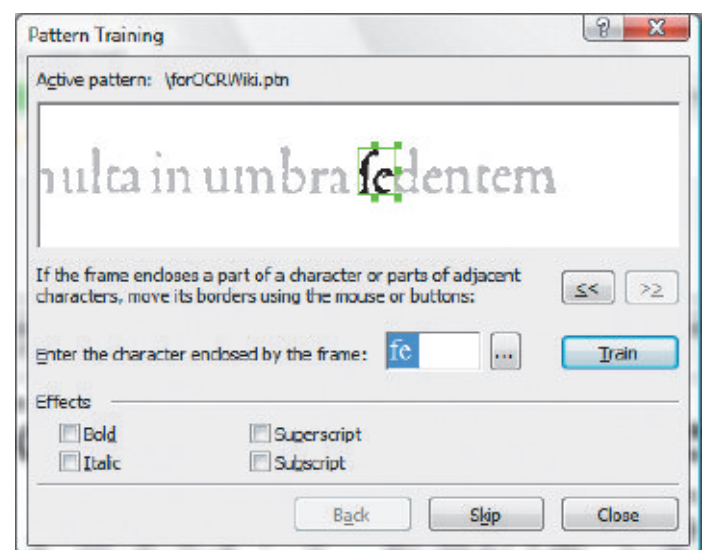 Pattern Training
Active pattern: \forOCRWiki.ptn
multa in umbra ſedentem
If the frame encloses a part of a character or parts of adjacent
characters, move its borders using the mouse or buttons:
<< >>
Enter the character enclosed by the frame: fe ... Train
Effects
Bold Superscript
Italic Subscript
Back Skip Close